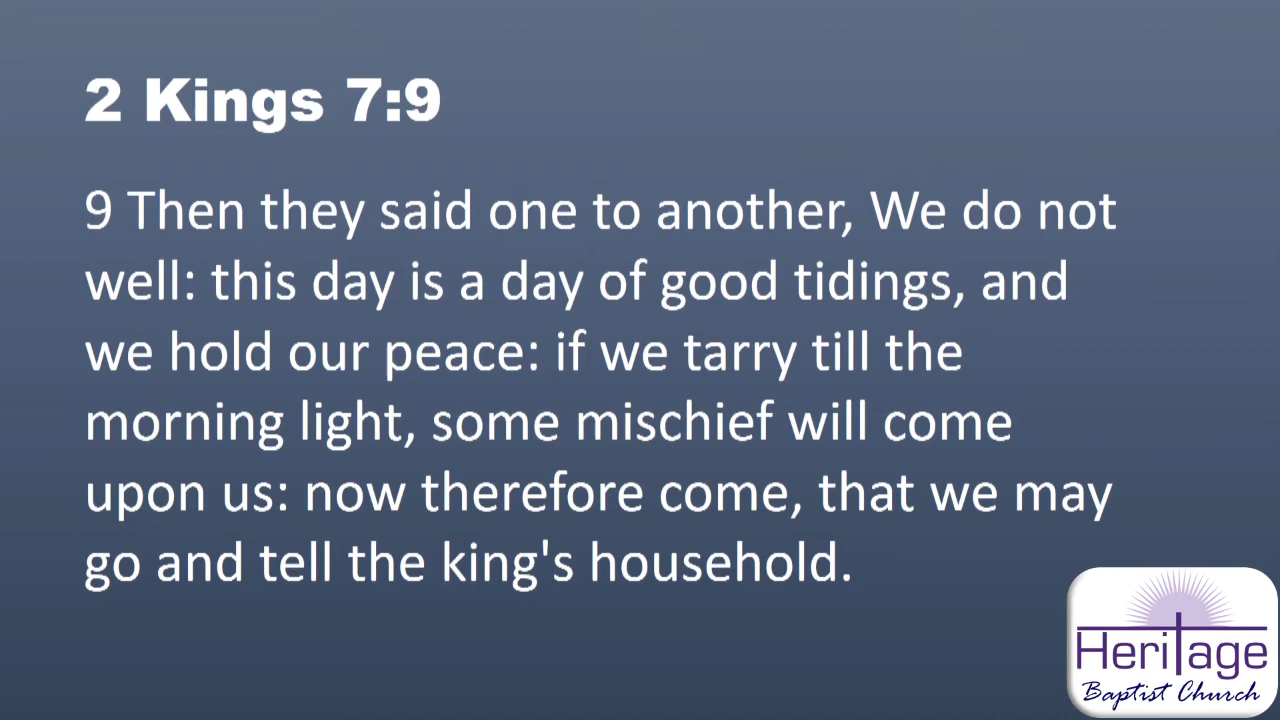 2 Kings 7:9
9 Then they said one to another, We do not
well: this day is a day of good tidings, and
we hold our peace: if we tarry till the
morning light, some mischief will come
upon us: now therefore come, that we may
go and tell the king's household.
Heritage
Baptist Church